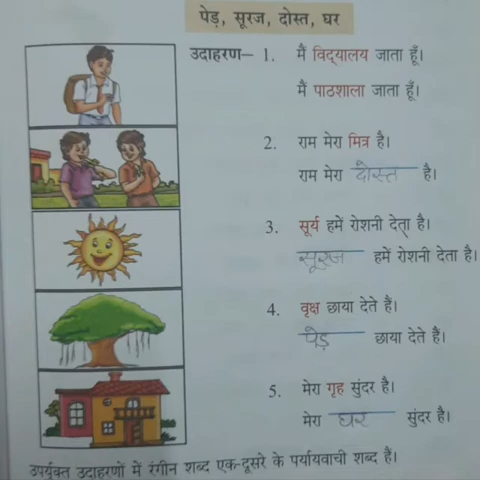 पेड़, सूरज, दोस्त, घर
उदाहरण– 1. मैं विद्यालय जाता हूँ।
मैं पाठशाला जाता हूँ।
2. राम मेरा मित्र है।
राम मेरा दोस्त है।
3. सूर्य हमें रोशनी देता है।
सूरज हमें रोशनी देता है।
4. वृक्ष छाया देते हैं।
पेड़ छाया देते हैं।
5. मेरा गृह सुंदर है।
मेरा घर सुंदर है।
उपर्युक्त उदाहरणों में रंगीन शब्द एक-दूसरे के पर्यायवाची शब्द हैं।